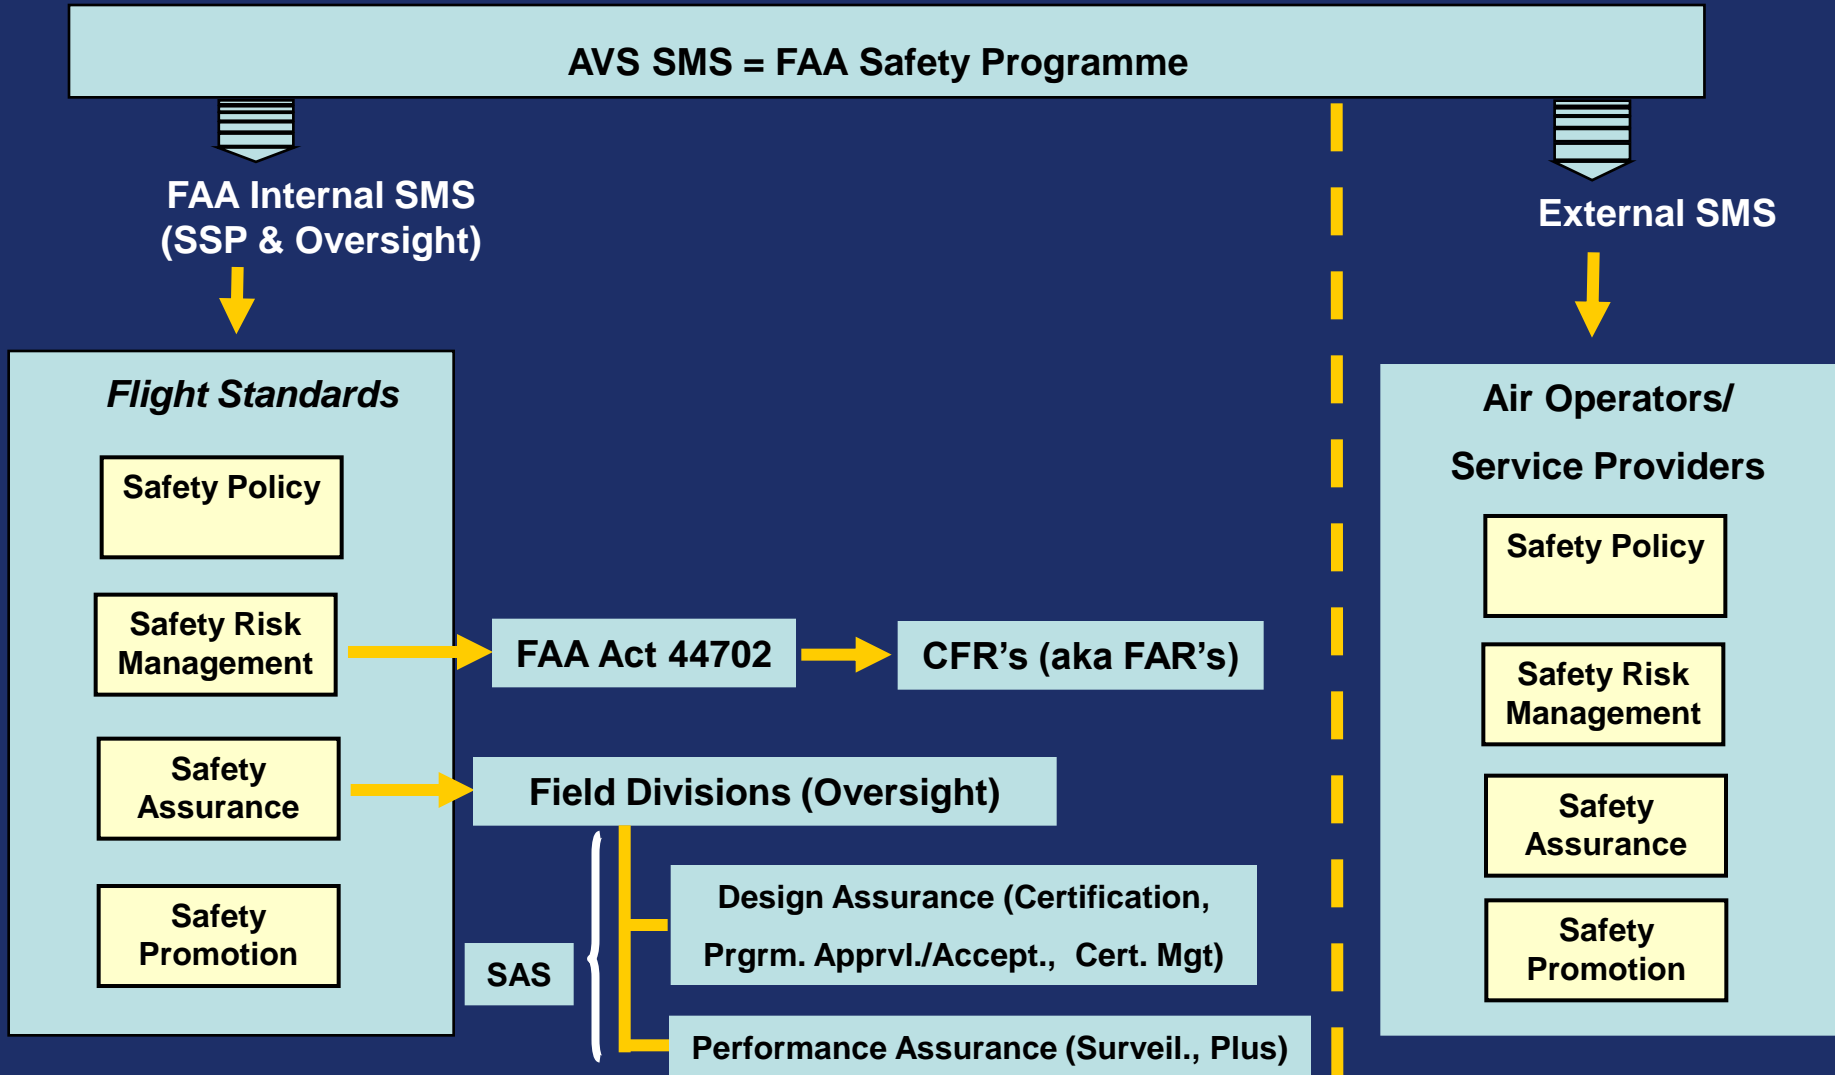 AVS SMS = FAA Safety Programme
FAA Internal SMS
(SSP & Oversight)
External SMS
Flight Standards
Safety Policy
Safety Risk
Management
Safety
Assurance
Safety
Promotion
FAA Act 44702
CFR’s (aka FAR’s)
Field Divisions (Oversight)
SAS
Design Assurance (Certification,
Prgrm. Apprvl./Accept., Cert. Mgt)
Performance Assurance (Surveil., Plus)
Air Operators/
Service Providers
Safety Policy
Safety Risk
Management
Safety
Assurance
Safety
Promotion